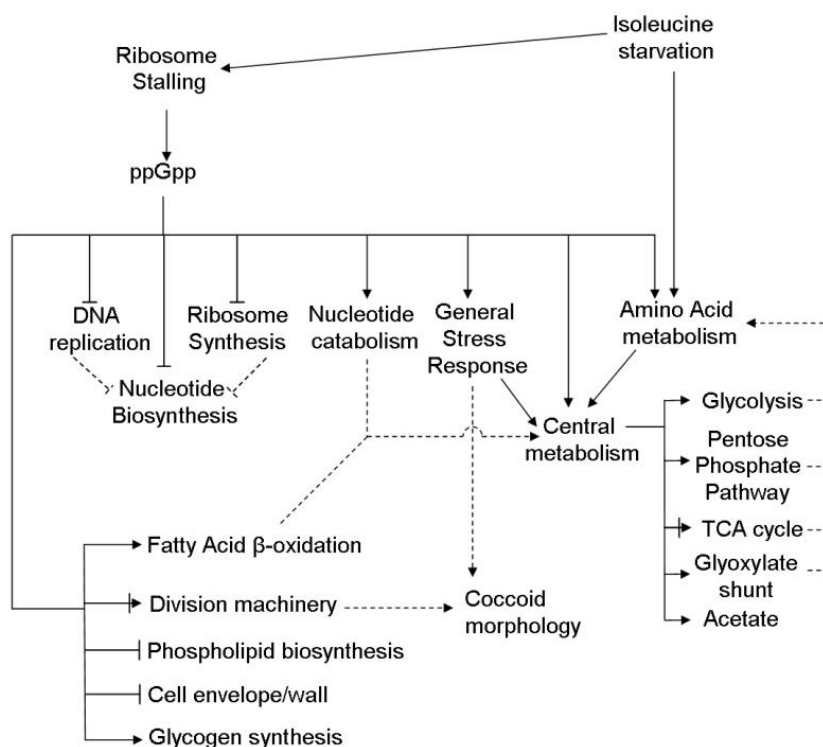 Isoleucine
starvation
Ribosome
Stalling
ppGpp
DNA
replication
Ribosome
Synthesis
Nucleotide
Biosynthesis
Nucleotide
catabolism
General
Stress
Response
Amino Acid
metabolism
Central
metabolism
Glycolysis
Pentose
Phosphate
Pathway
TCA cycle
Glyoxylate
shunt
Acetate
Fatty Acid β-oxidation
Division machinery
Coccoid
morphology
Phospholipid biosynthesis
Cell envelope/wall
Glycogen synthesis